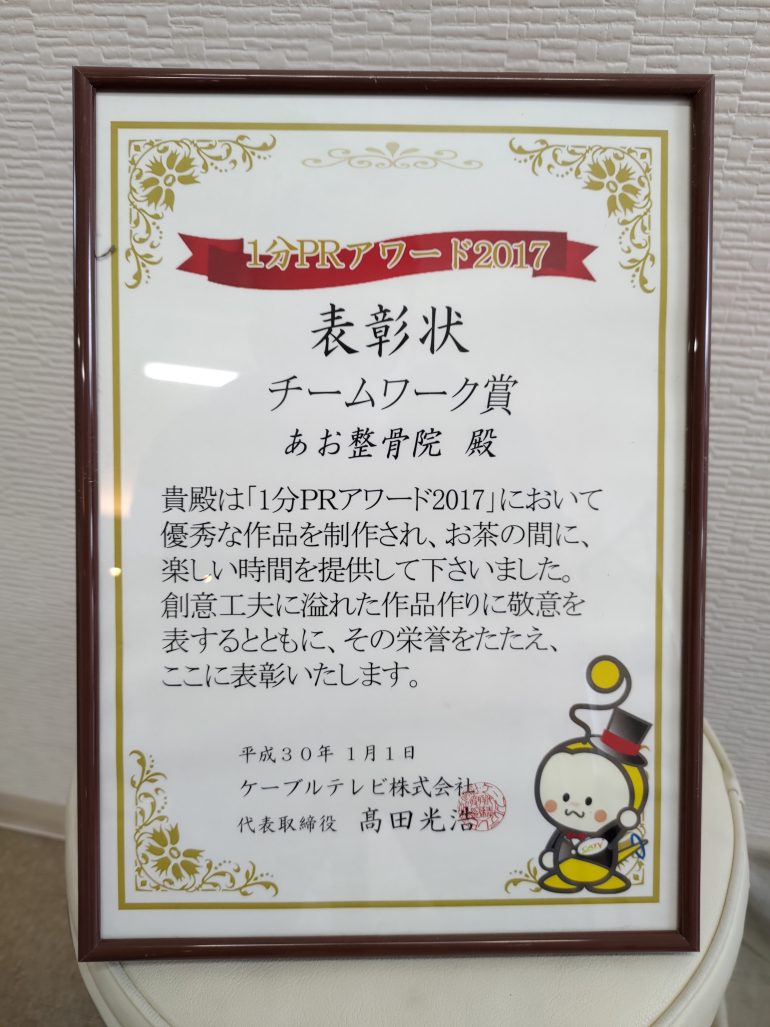 1分PRアワード2017
表彰状
チームワーク賞
あお整骨院 殿
貴殿は「1分PRアワード2017」において
優秀な作品を制作され、お茶の間に、
楽しい時間を提供して下さいました。
創意工夫に溢れた作品作りに敬意を
表するとともに、その栄誉をたたえ、
ここに表彰いたします。
平成30年 1月1日
ケーブルテレビ株式会社
代表取締役 髙田光浩
CATV